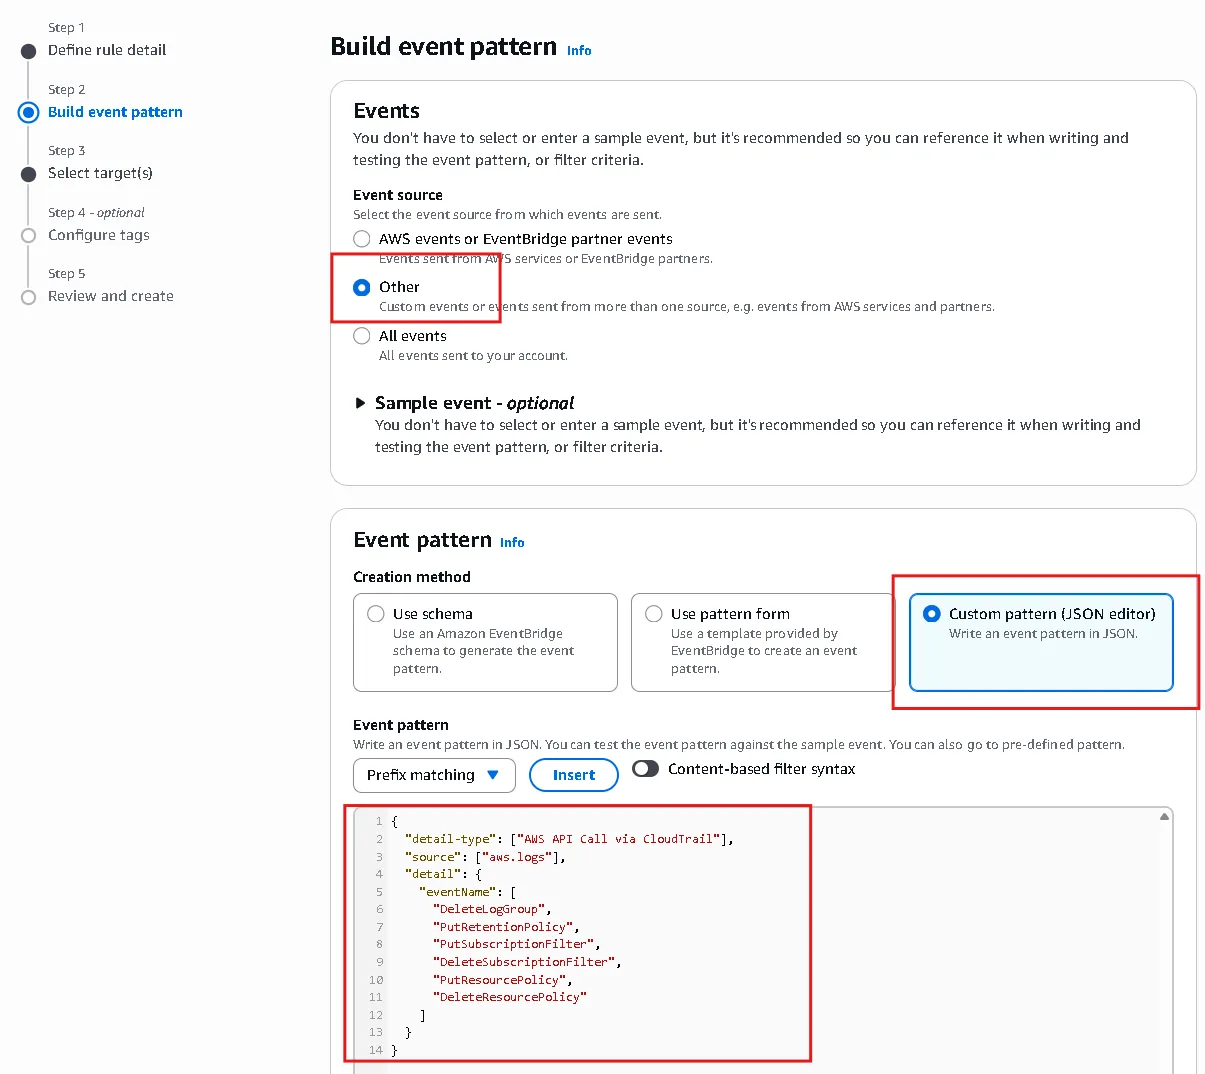 Step 1
Define rule detail
Step 2
Build event pattern
Step 3
Select target(s)
Step 4 - optional
Configure tags
Step 5
Review and create
Build event pattern Info
Events
You don't have to select or enter a sample event, but it's recommended so you can reference it when writing and
testing the event pattern, or filter criteria.
Event source
Select the event source from which events are sent.
AWS events or EventBridge partner events
Events sent from AWS services or EventBridge partners.
Other
Custom events or events sent from more than one source, e.g. events from AWS services and partners.
All events
All events sent to your account.
Sample event - optional
You don't have to select or enter a sample event, but it's recommended so you can reference it when writing and
testing the event pattern, or filter criteria.
Event pattern Info
Creation method
Use schema
Use an Amazon EventBridge
schema to generate the event
pattern.
Use pattern form
Use a template provided by
EventBridge to create an event
pattern.
Custom pattern (JSON editor)
Write an event pattern in JSON.
Event pattern
Write an event pattern in JSON. You can test the event pattern against the sample event. You can also go to pre-defined pattern.
Prefix matching Insert Content-based filter syntax
1 {
2 "detail-type": ["AWS API Call via CloudTrail"],
3 "source": ["aws.logs"],
4 "detail": {
5 "eventName": [
6 "DeleteLogGroup",
7 "PutRetentionPolicy",
8 "PutSubscriptionFilter",
9 "DeleteSubscriptionFilter",
10 "PutResourcePolicy",
11 "DeleteResourcePolicy"
12 ]
13 }
14 }